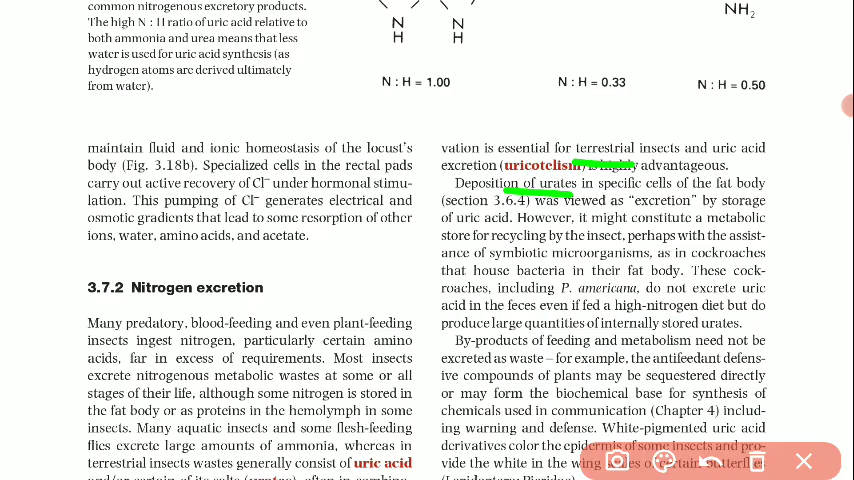 common nitrogenous excretory products.
The high N : H ratio of uric acid relative to
both ammonia and urea means that less
water is used for uric acid synthesis (as
hydrogen atoms are derived ultimately
from water).
N
H
N
H
NH2
N : H = 1.00
N : H = 0.33
N : H = 0.50
maintain fluid and ionic homeostasis of the locust's
body (Fig. 3.18b). Specialized cells in the rectal pads
carry out active recovery of Cl− under hormonal stimu-
lation. This pumping of Cl− generates electrical and
osmotic gradients that lead to some resorption of other
ions, water, amino acids, and acetate.
3.7.2 Nitrogen excretion
Many predatory, blood-feeding and even plant-feeding
insects ingest nitrogen, particularly certain amino
acids, far in excess of requirements. Most insects
excrete nitrogenous metabolic wastes at some or all
stages of their life, although some nitrogen is stored in
the fat body or as proteins in the hemolymph in some
insects. Many aquatic insects and some flesh-feeding
flies excrete large amounts of ammonia, whereas in
terrestrial insects wastes generally consist of uric acid
and/or certain of its salts (urates), often in combina-
vation is essential for terrestrial insects and uric acid
excretion (uricotelism) is highly advantageous.
Deposition of urates in specific cells of the fat body
(section 3.6.4) was viewed as "excretion" by storage
of uric acid. However, it might constitute a metabolic
store for recycling by the insect, perhaps with the assist-
ance of symbiotic microorganisms, as in cockroaches
that house bacteria in their fat body. These cock-
roaches, including P. americana, do not excrete uric
acid in the feces even if fed a high-nitrogen diet but do
produce large quantities of internally stored urates.
By-products of feeding and metabolism need not be
excreted as waste – for example, the antifeedant defens-
ive compounds of plants may be sequestered directly
or may form the biochemical base for synthesis of
chemicals used in communication (Chapter 4) includ-
ing warning and defense. White-pigmented uric acid
derivatives color the epidermis of some insects and pro-
vide the white in the wing scales of certain butterflies
(Lepidoptera: Pieridae).